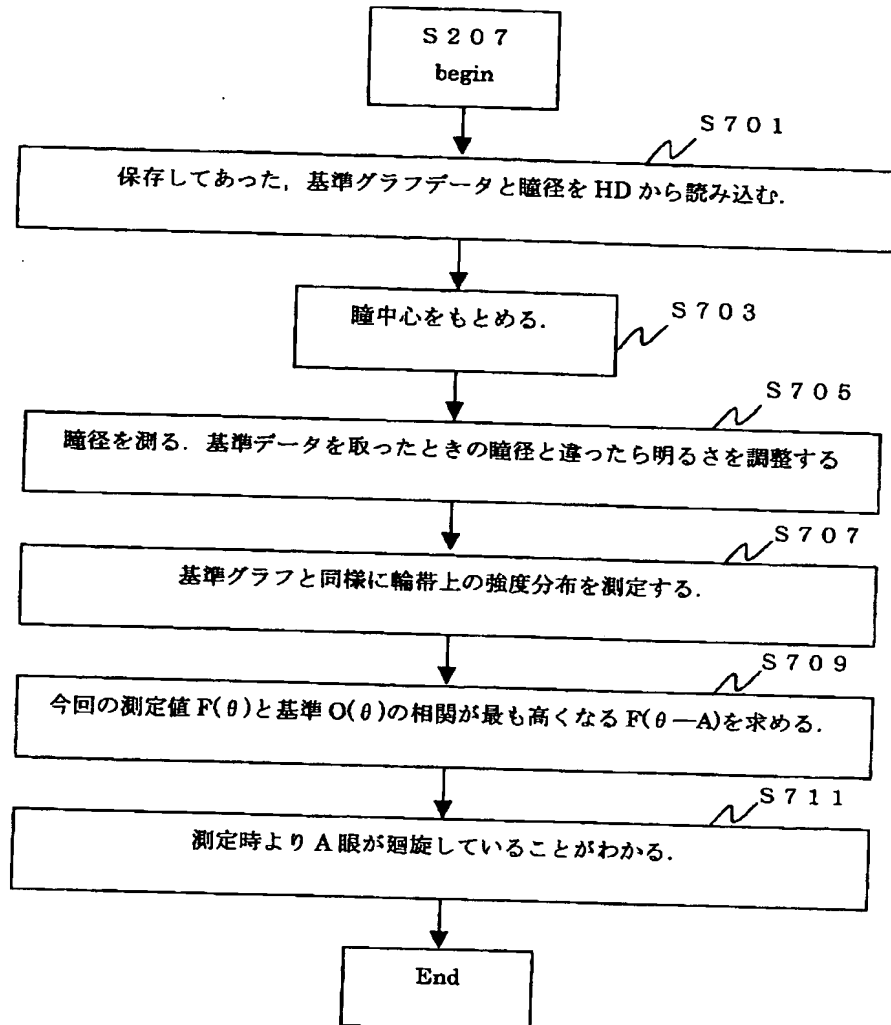 Ｓ２０７
begin
Ｓ７０１
保存してあった，基準グラフデータと瞳径を HD から読み込む．
Ｓ７０３
瞳中心をもとめる．
Ｓ７０５
瞳径を測る．基準データを取ったときの瞳径と違ったら明るさを調整する
Ｓ７０７
基準グラフと同様に輪帯上の強度分布を測定する．
Ｓ７０９
今回の測定値 F(θ)と基準 O(θ)の相関が最も高くなる F(θ―A)を求める．
Ｓ７１１
測定時より A 眼が廻旋していることがわかる．
End